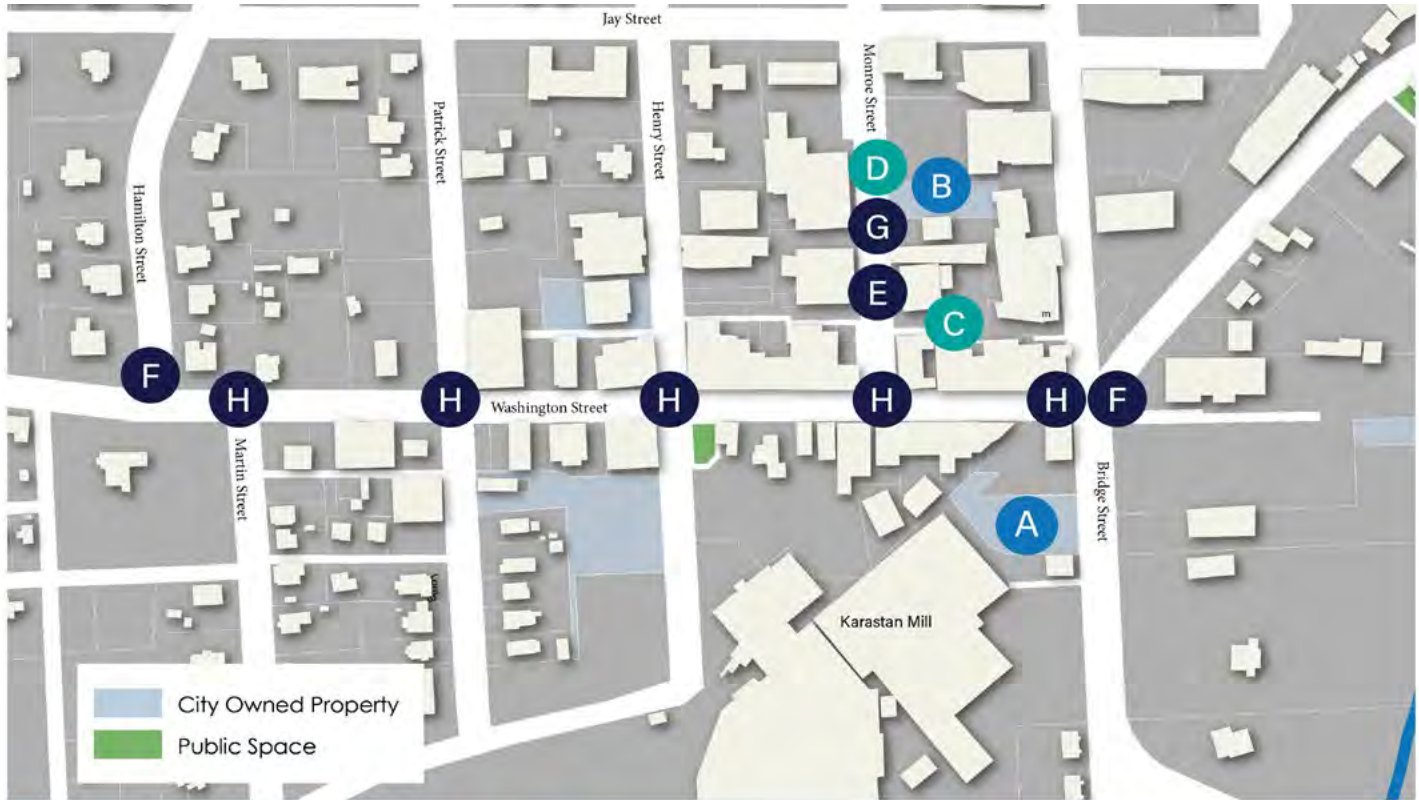 Jay Street
Monroe Street
Patrick Street
Henry Street
D
B
Hamilton Street
G
E
C
m
F
H
H
Washington Street
H
H
H
F
Martin Street
Bridge Street
A
Karastan Mill
City Owned Property
Public Space